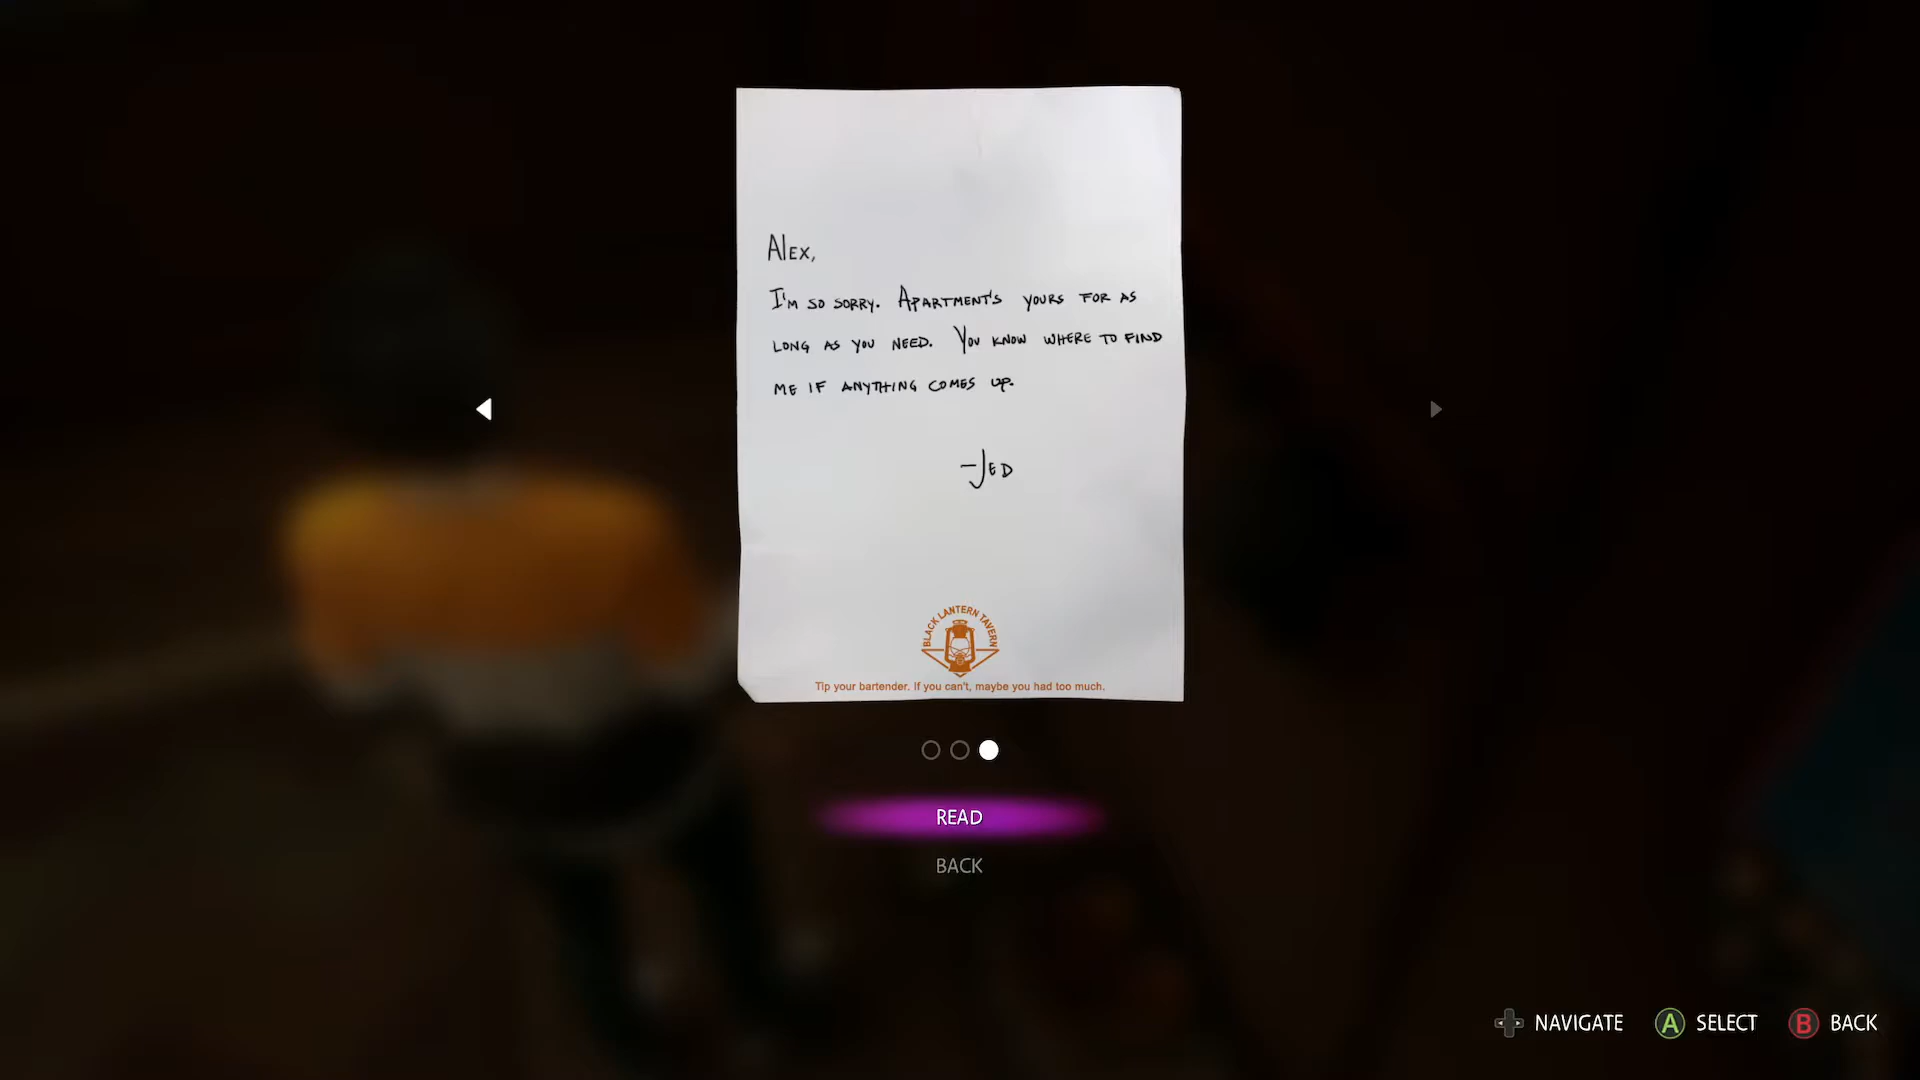 Alex,
I'm so sorry. Apartment's yours for as
long as you need. You know where to find
me if anything comes up.
-Jed
BLACK LANTERN TAVERN
Tip your bartender. If you can't, maybe you had too much.
READ
BACK
NAVIGATE A SELECT B BACK